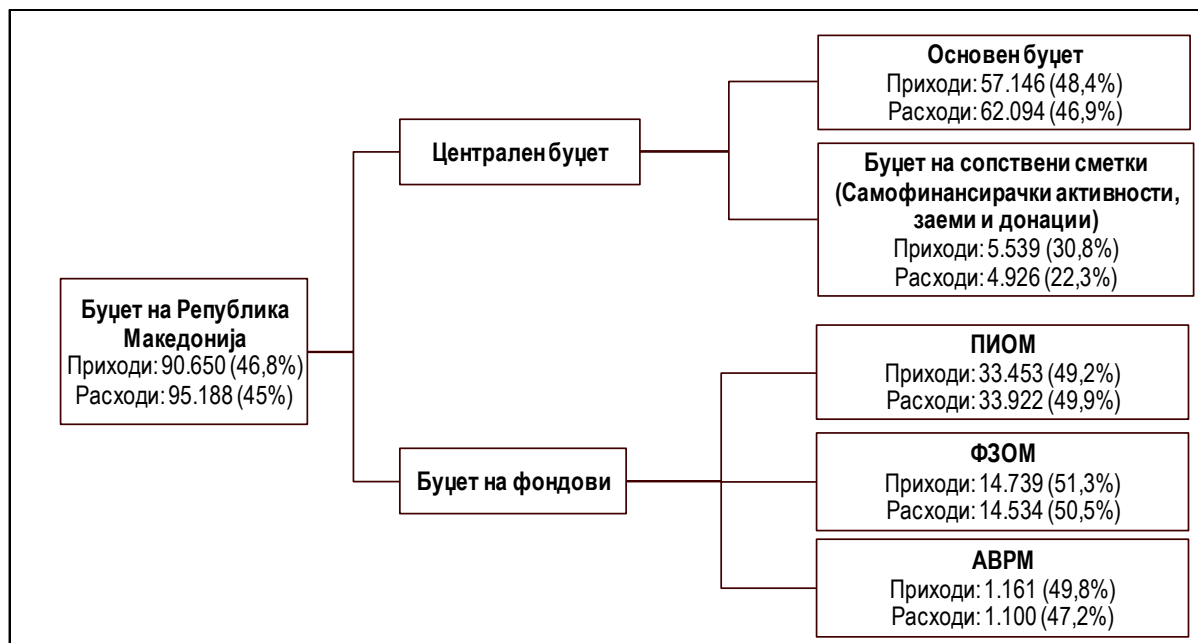 Основен буџет
Приходи: 57.146 (48,4%)
Расходи: 62.094 (46,9%)
Централен буџет
Буџет на сопствени сметки
(Самофинансирачки активности,
заеми и донации)
Приходи: 5.539 (30,8%)
Расходи: 4.926 (22,3%)
Буџет на Република
Македонија
Приходи: 90.650 (46,8%)
Расходи: 95.188 (45%)
ПИОМ
Приходи: 33.453 (49,2%)
Расходи: 33.922 (49,9%)
Буџет на фондови
ФЗОМ
Приходи: 14.739 (51,3%)
Расходи: 14.534 (50,5%)
АВРМ
Приходи: 1.161 (49,8%)
Расходи: 1.100 (47,2%)